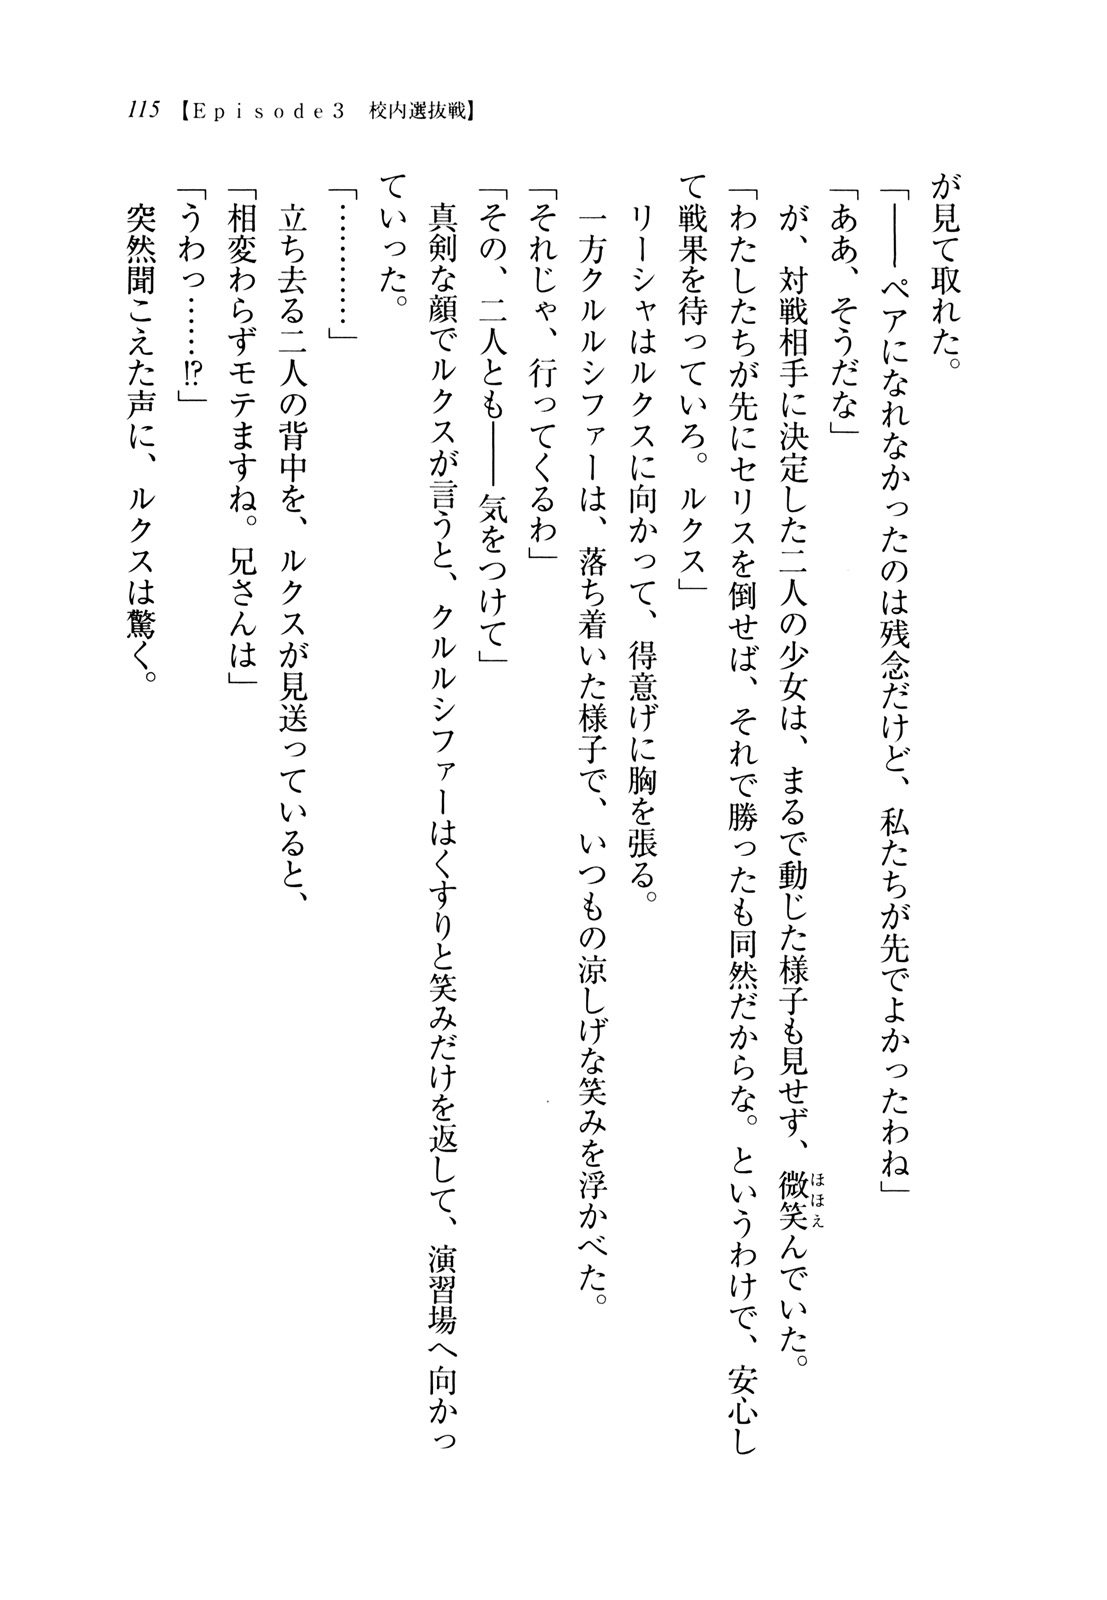 115 【Episode3 校内選抜戦】
が見て取れた。
「――ペアになれなかったのは残念だけど、私たちが先でよかったわね」
「ああ、そうだな」
が、対戦相手に決定した二人の少女は、まるで動じた様子も見せず、微笑んでいた。
ほほえ
「わたしたちが先にセリスを倒せば、それで勝ったも同然だからな。というわけで、安心し
て戦果を待っていろ。ルクス」
リーシャはルクスに向かって、得意げに胸を張る。
一方クルルシファーは、落ち着いた様子で、いつもの涼しげな笑みを浮かべた。
「それじゃ、行ってくるわ」
「その、二人とも――気をつけて」
真剣な顔でルクスが言うと、クルルシファーはくすりと笑みだけを返して、演習場へ向かっ
ていった。
「…………」
立ち去る二人の背中を、ルクスが見送っていると、
「相変わらずモテますね。兄さんは」
「うわっ……!?」
突然聞こえた声に、ルクスは驚く。